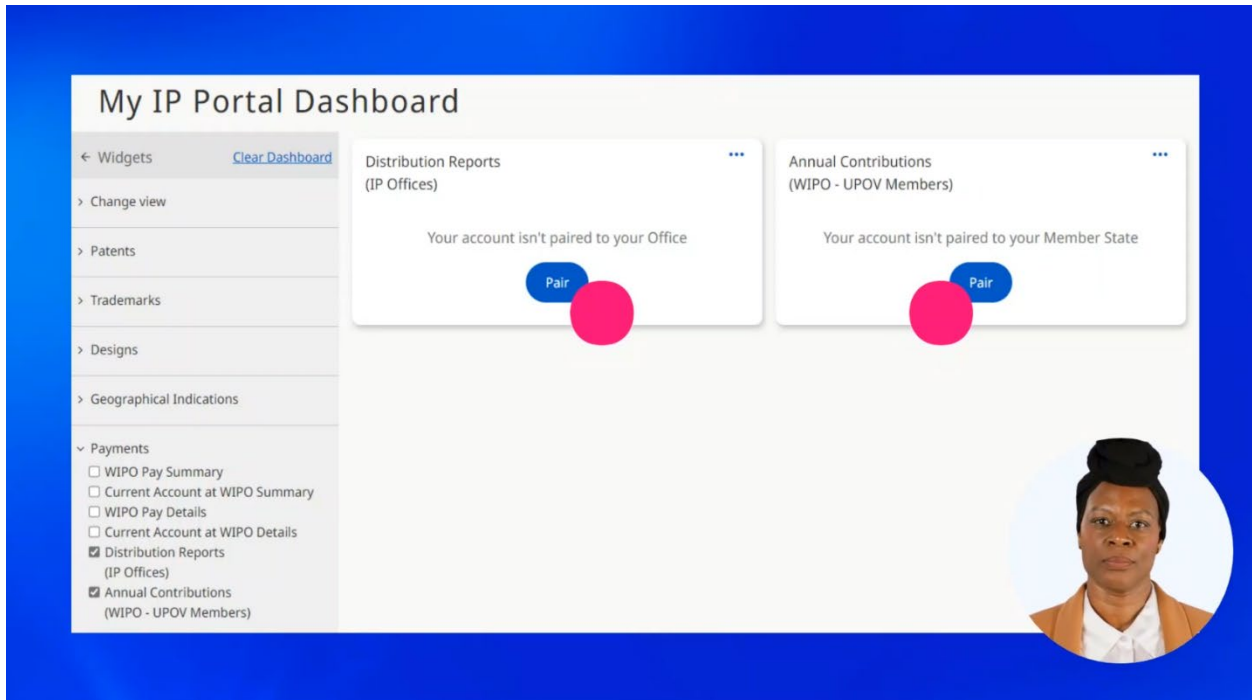 My IP Portal Dashboard
← Widgets
Clear Dashboard
> Change view
> Patents
> Trademarks
> Designs
> Geographical Indications
Payments
WIPO Pay Summary
Current Account at WIPO Summary
WIPO Pay Details
Current Account at WIPO Details
Distribution Reports
(IP Offices)
Annual Contributions
(WIPO - UPOV Members)
Distribution Reports
(IP Offices)
Your account isn't paired to your Office
Pair
Annual Contributions
(WIPO - UPOV Members)
Your account isn't paired to your Member State
Pair